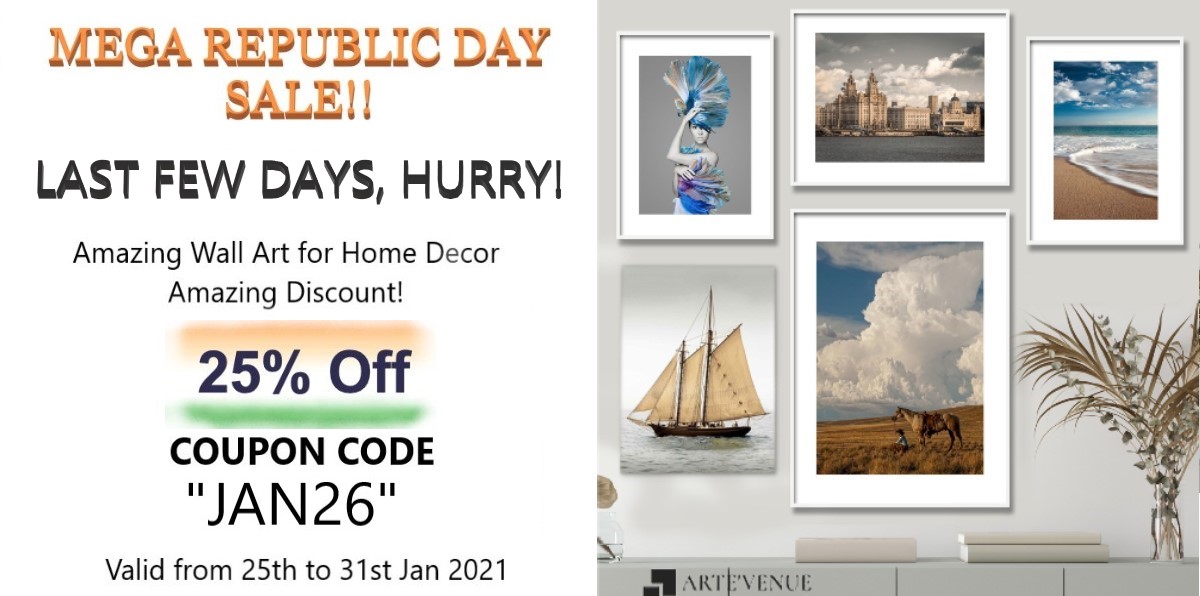 MEGA REPUBLIC DAY
SALE!!
LAST FEW DAYS, HURRY!
Amazing Wall Art for Home Decor
Amazing Discount!
25% Off
COUPON CODE
"JAN26"
Valid from 25th to 31st Jan 2021
ARTE'VENUE